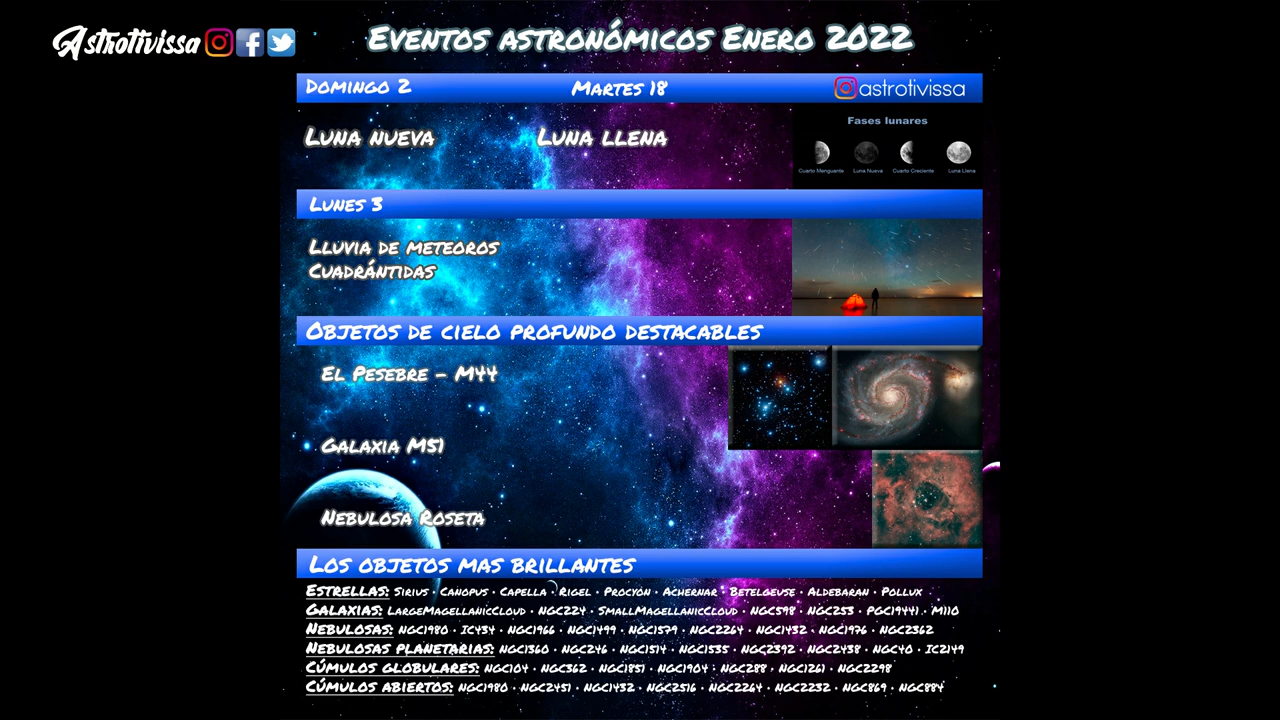 Astrotivissa
Eventos astronómicos Enero 2022
Domingo 2
Martes 18
astrotivissa
Luna nueva
Luna llena
Fases lunares
Cuarto Menguante
Luna Nueva
Cuarto Creciente
Luna Llena
Lunes 3
Lluvia de meteoros
Cuadrántidas
Objetos de cielo profundo destacables
El Pesebre - M44
Galaxia M51
Nebulosa Roseta
Los objetos mas brillantes
Estrellas: Sirius · Canopus · Capella · Rigel · Procyon · Achernar · Betelgeuse · Aldebaran · Pollux
Galaxias: LargeMagellanicCloud · NGC224 · SmallMagellanicCloud · NGC598 · NGC253 · PGC19441 · M110
Nebulosas: NGC1980 · IC434 · NGC1966 · NGC1499 · NGC1579 · NGC2264 · NGC1432 · NGC1976 · NGC2362
Nebulosas planetarias: NGC1360 · NGC246 · NGC1514 · NGC1535 · NGC2392 · NGC2438 · NGC40 · IC2149
Cúmulos globulares: NGC104 · NGC362 · NGC1851 · NGC1904 · NGC288 · NGC1261 · NGC2298
Cúmulos abiertos: NGC1980 · NGC2451 · NGC1432 · NGC2516 · NGC2264 · NGC2232 · NGC869 · NGC884